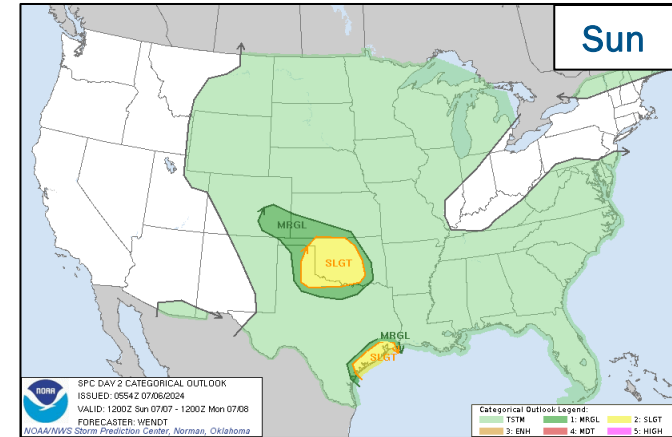 Sun
MRGL
SLGT
MRGL
SLGT
NOAA
SPC DAY 2 CATEGORICAL OUTLOOK
ISSUED: 0554Z 07/06/2024
VALID: 1200Z Sun 07/07 - 1200Z Mon 07/08
FORECASTER: WENDT
NOAA/NWS Storm Prediction Center, Norman, Oklahoma
Categorical Outlook Legend:
TSTM 1: MRGL 2: SLGT
3: ENH 4: MDT 5: HIGH